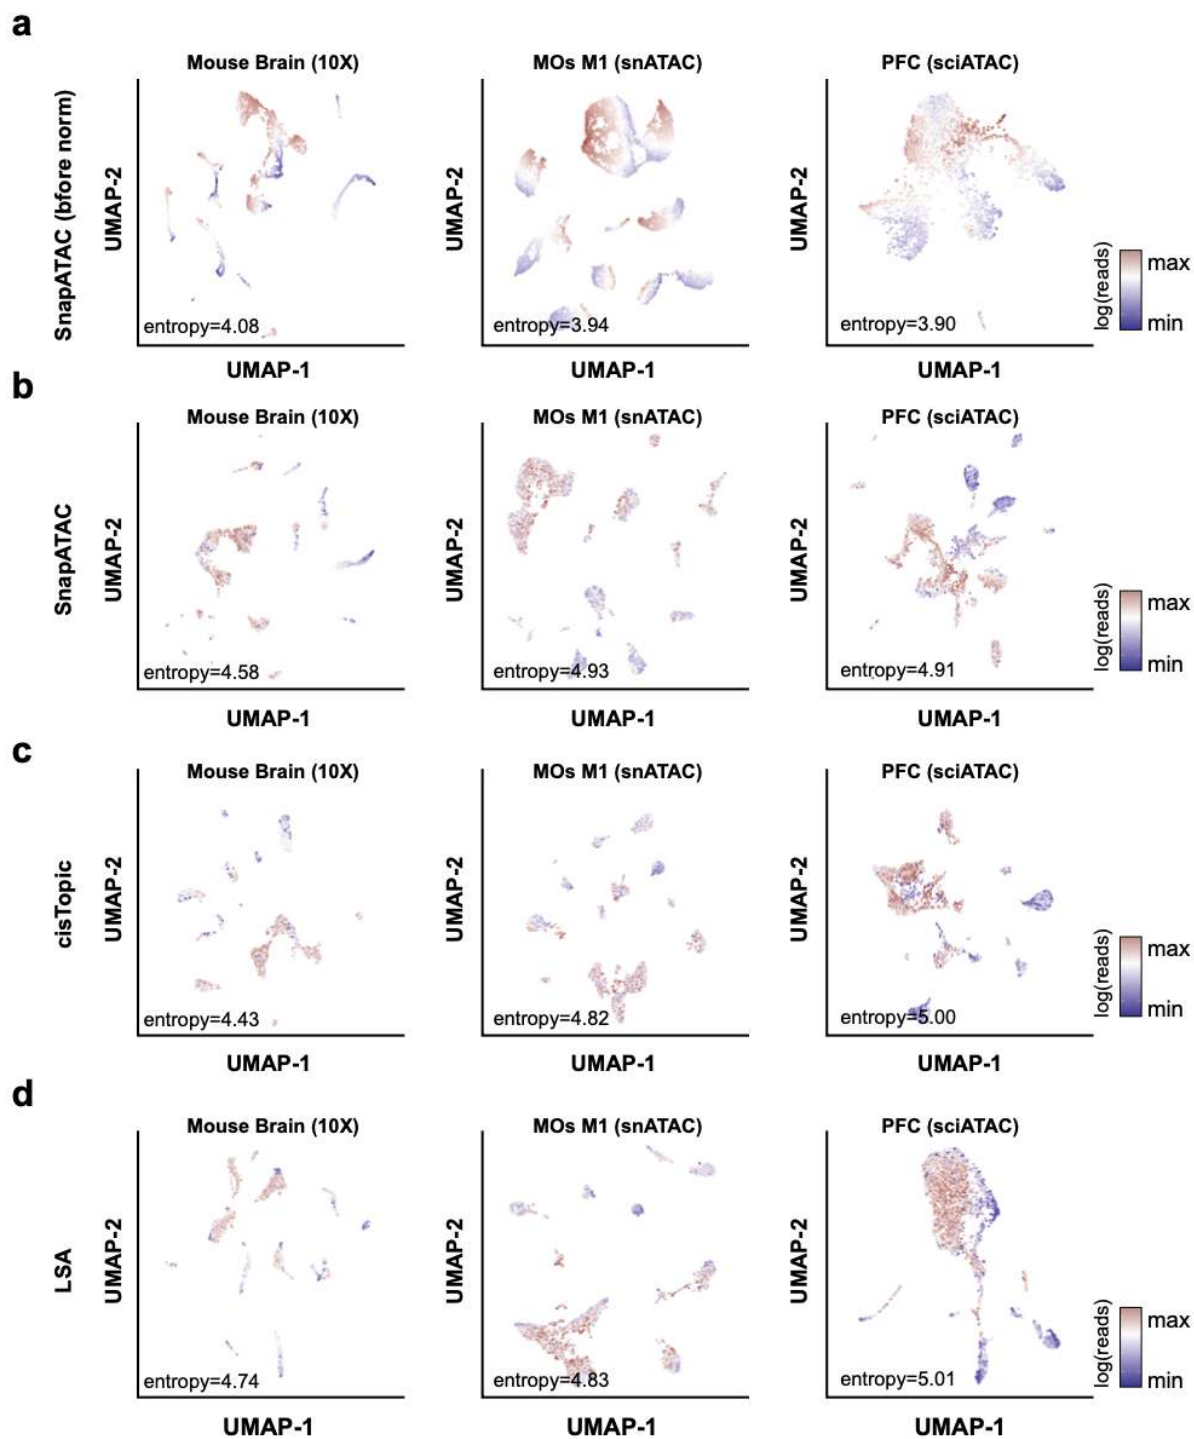 a
Mouse Brain (10X)
MOs M1 (snATAC)
PFC (sciATAC)
SnapATAC (bfore norm)
UMAP-2
UMAP-2
UMAP-2
entropy=4.08
entropy=3.94
entropy=3.90
log(reads)
max
min
UMAP-1
UMAP-1
UMAP-1
b
Mouse Brain (10X)
MOs M1 (snATAC)
PFC (sciATAC)
SnapATAC
UMAP-2
UMAP-2
UMAP-2
entropy=4.58
entropy=4.93
entropy=4.91
log(reads)
max
min
UMAP-1
UMAP-1
UMAP-1
c
Mouse Brain (10X)
MOs M1 (snATAC)
PFC (sciATAC)
cisTopic
UMAP-2
UMAP-2
UMAP-2
entropy=4.43
entropy=4.82
entropy=5.00
log(reads)
max
min
UMAP-1
UMAP-1
UMAP-1
d
Mouse Brain (10X)
MOs M1 (snATAC)
PFC (sciATAC)
LSA
UMAP-2
UMAP-2
UMAP-2
entropy=4.74
entropy=4.83
entropy=5.01
log(reads)
max
min
UMAP-1
UMAP-1
UMAP-1